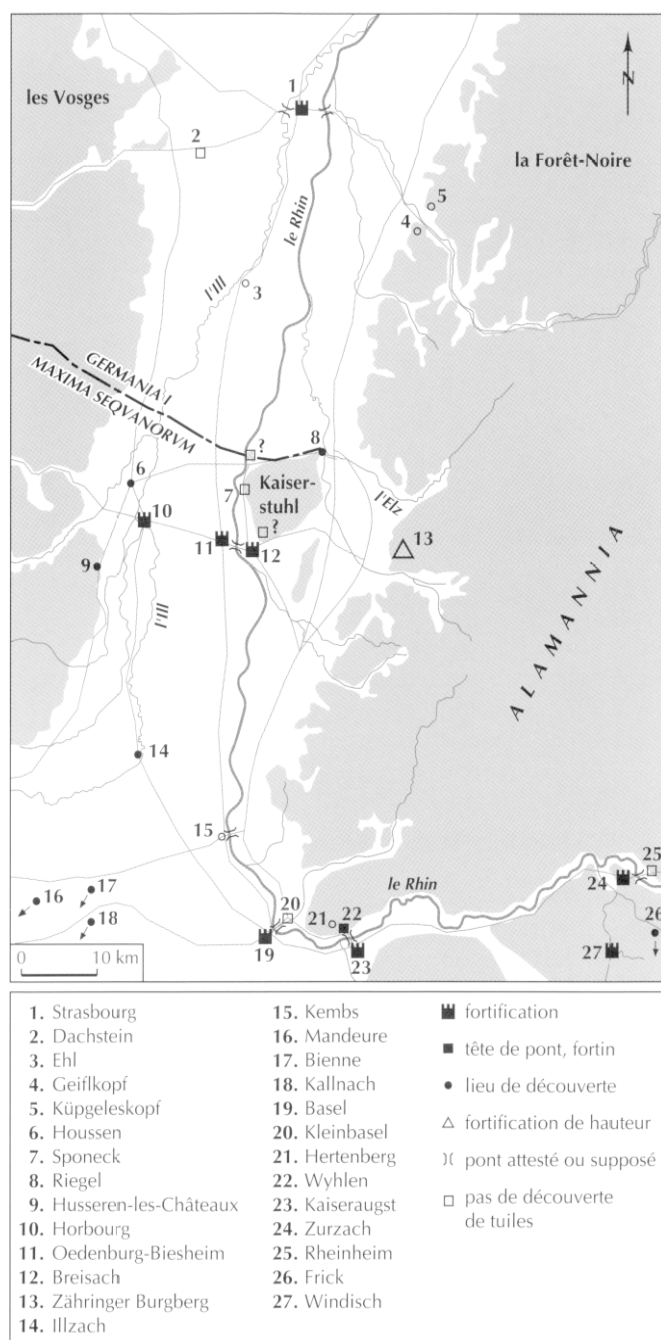 1
les Vosges
N
2
la Forêt-Noire
5
4
le Rhin
l'Ill
3
GERMANIA I
MAXIMA SEQVANORVM
?
8
6
7
Kaiser-
stuhl
l'Elz
10
?
13
11
12
9
l'Ill
ALAMANNIA
14
15
le Rhin
25
16
17
20
21
22
24
26
18
19
23
27
0 10 km
1. Strasbourg
2. Dachstein
3. Ehl
4. Geiflkopf
5. Küpgeleskopf
6. Houssen
7. Sponeck
8. Riegel
9. Husseren-les-Châteaux
10. Horbourg
11. Oedenburg-Biesheim
12. Breisach
13. Zähringer Burgberg
14. Illzach
15. Kembs
16. Mandeure
17. Bienne
18. Kallnach
19. Basel
20. Kleinbasel
21. Hertenberg
22. Wyhlen
23. Kaiseraugst
24. Zurzach
25. Rheinheim
26. Frick
27. Windisch
fortification
tête de pont, fortin
lieu de découverte
fortification de hauteur
pont attesté ou supposé
pas de découverte
de tuiles